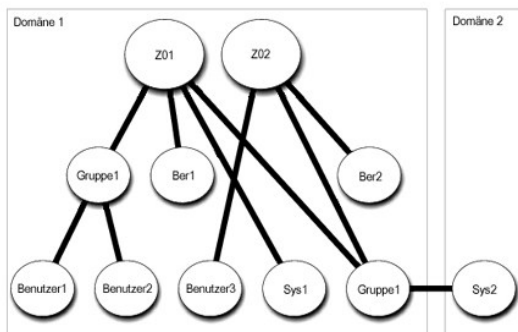 Domäne 1
Domäne 2
Z01
Z02
Gruppe1
Ber1
Ber2
Benutzer1
Benutzer2
Benutzer3
Sys1
Gruppe1
Sys2